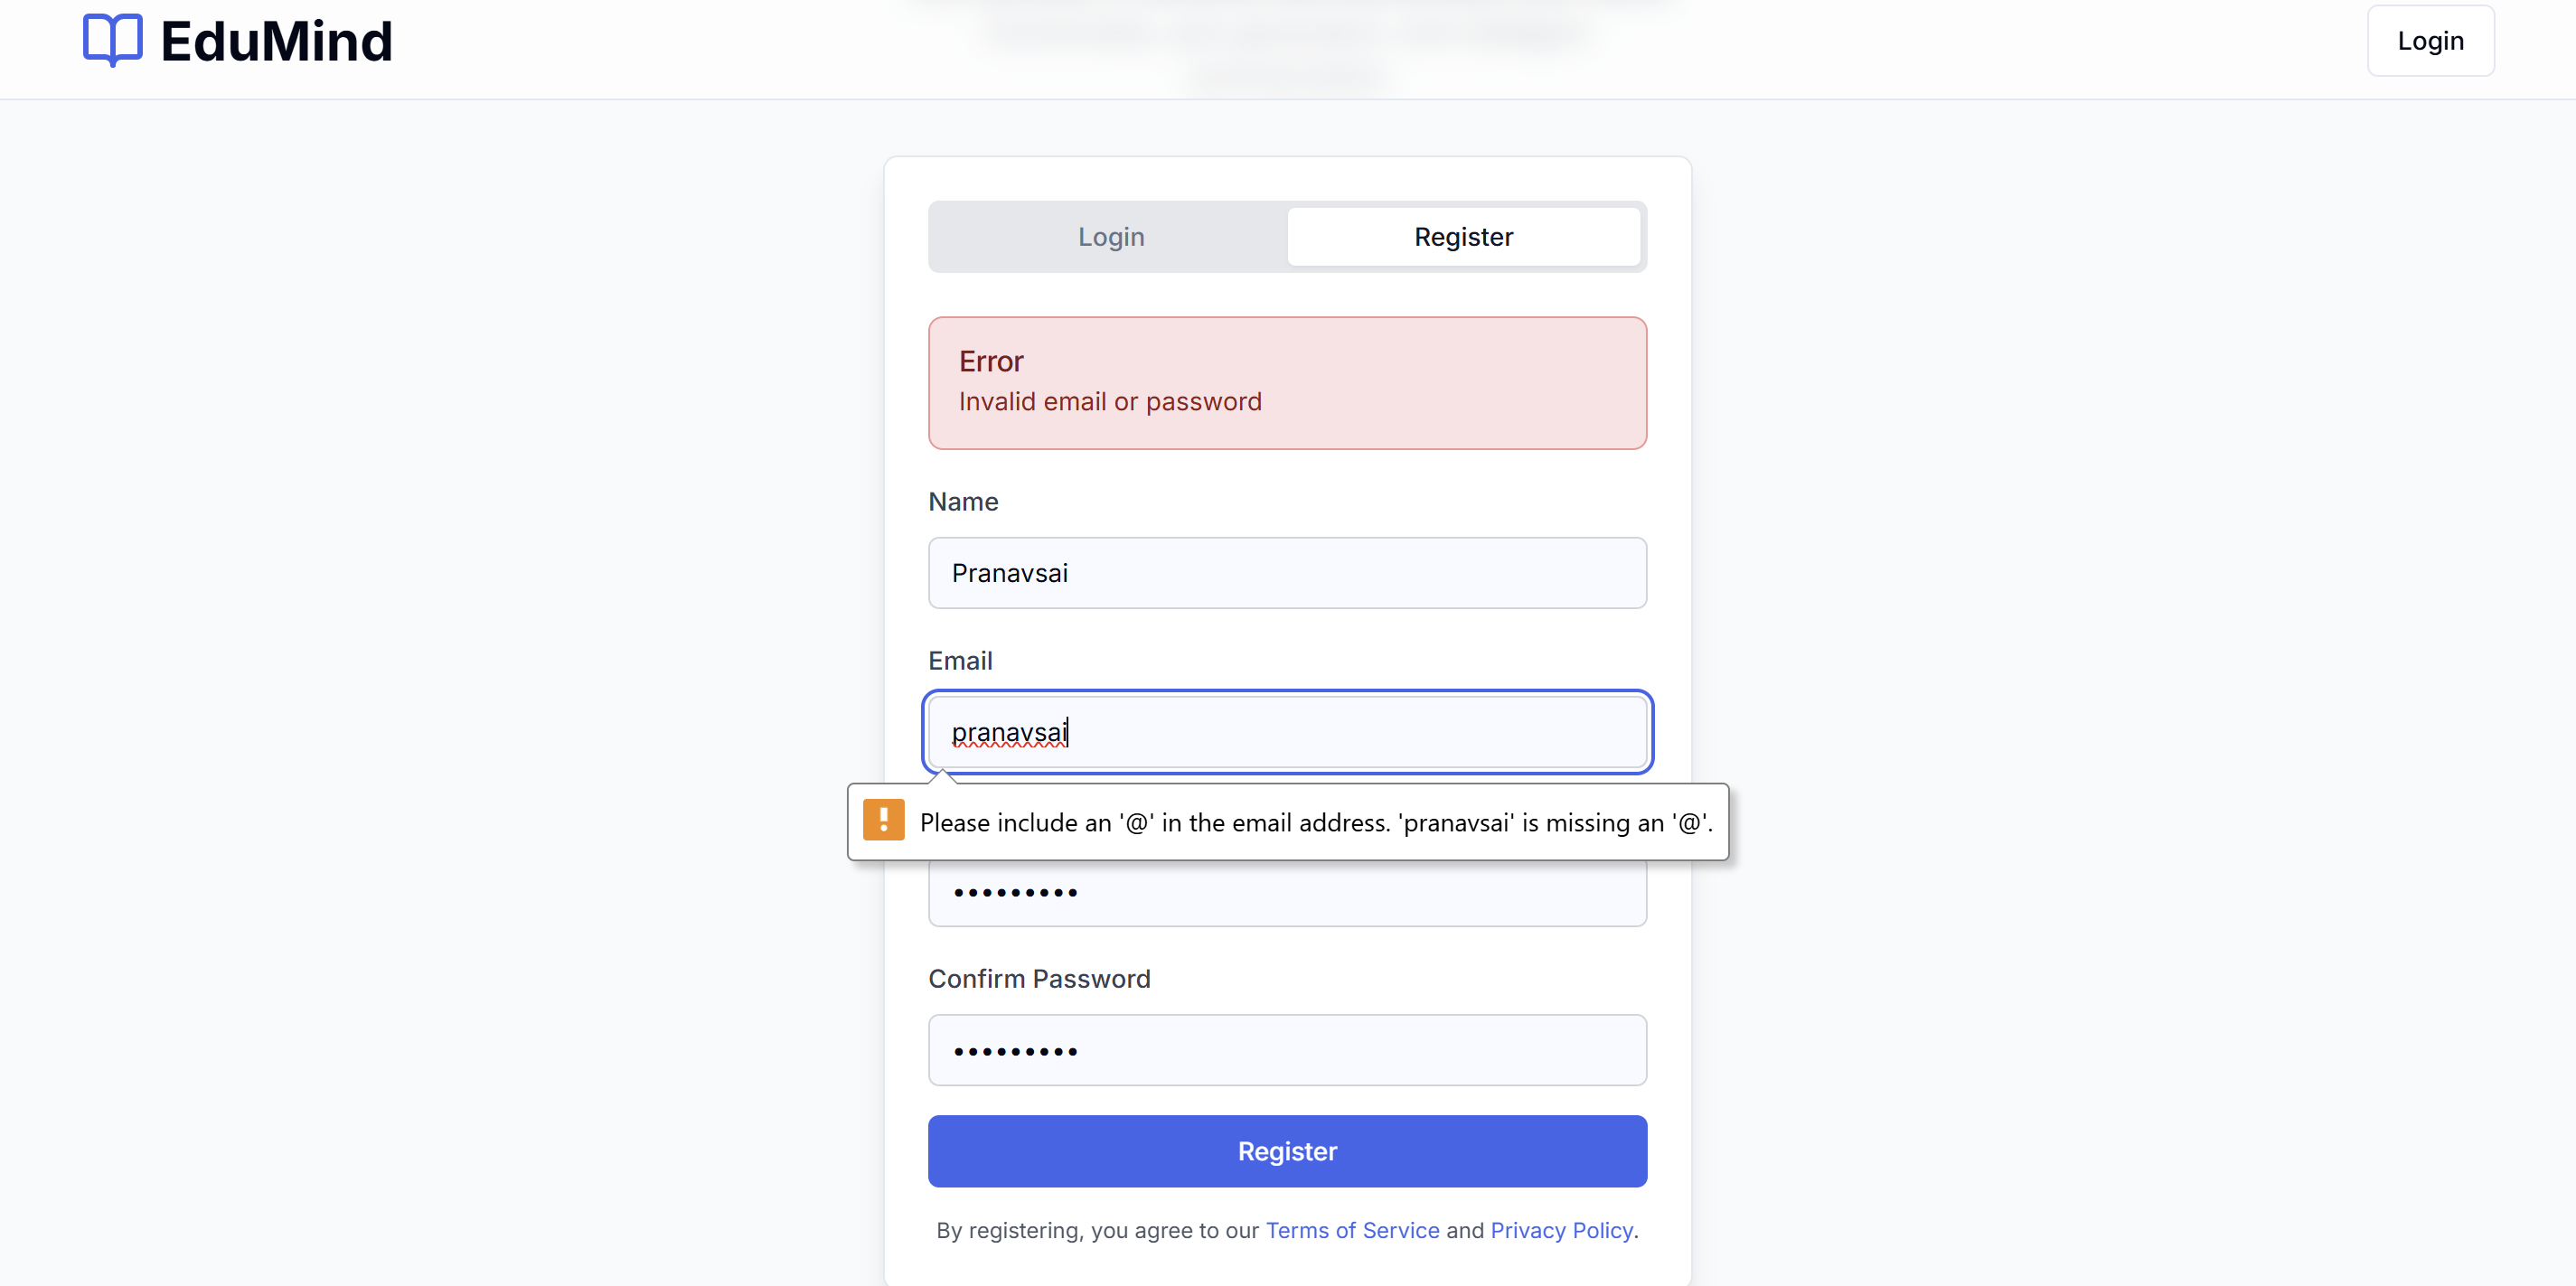 EduMind
Login
Login
Register
Error
Invalid email or password
Name
Pranavsai
Email
pranavsai
Please include an '@' in the email address. 'pranavsai' is missing an '@'.
•••••••••
Confirm Password
•••••••••
Register
By registering, you agree to our Terms of Service and Privacy Policy.